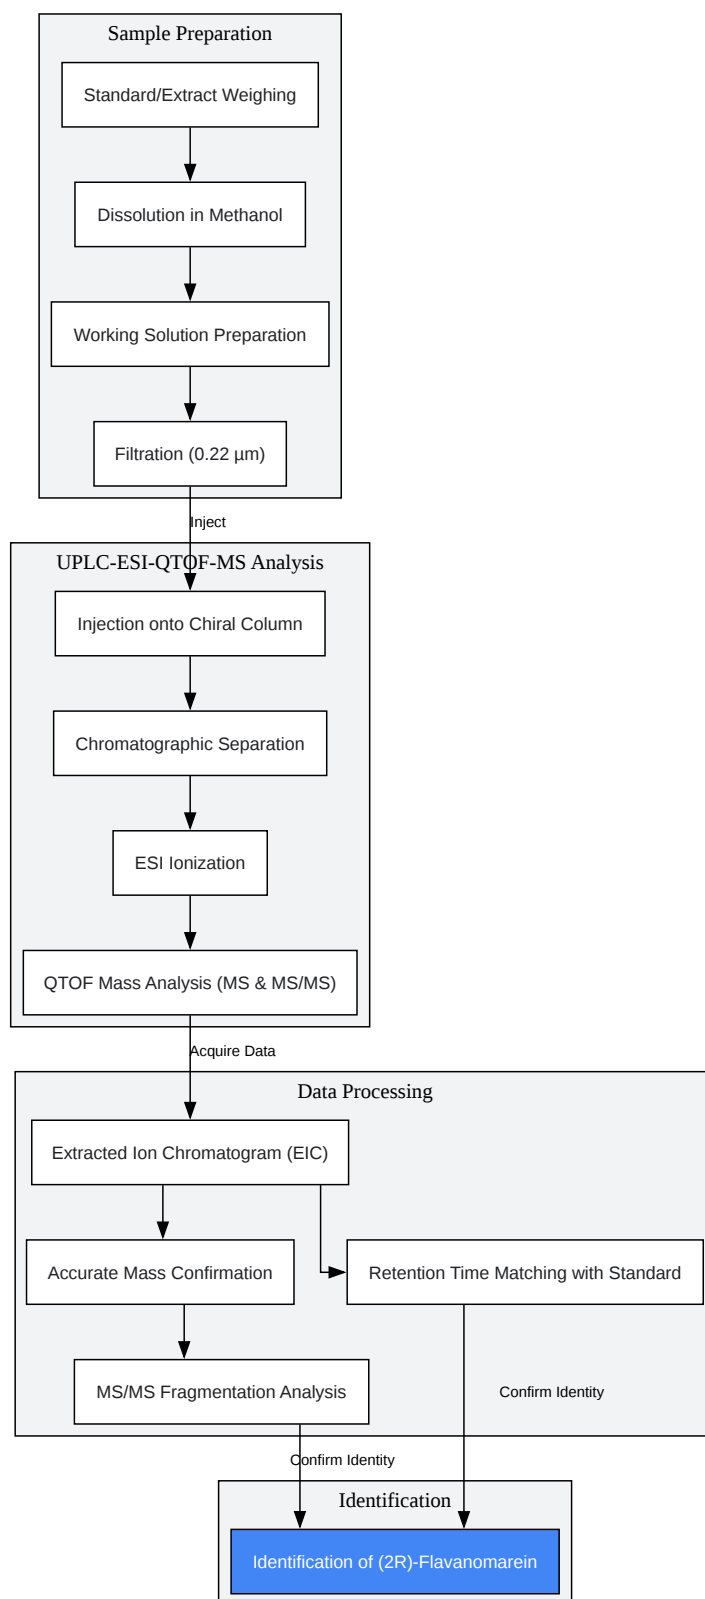 Sample Preparation
Standard/Extract Weighing
Dissolution in Methanol
Working Solution Preparation
Filtration (0.22 µm)
Inject
UPLC-ESI-QTOF-MS Analysis
Injection onto Chiral Column
Chromatographic Separation
ESI Ionization
QTOF Mass Analysis (MS & MS/MS)
Acquire Data
Data Processing
Extracted Ion Chromatogram (EIC)
Accurate Mass Confirmation
Retention Time Matching with Standard
MS/MS Fragmentation Analysis
Confirm Identity
Confirm Identity
Identification
Identification of (2R)-Flavanomarein